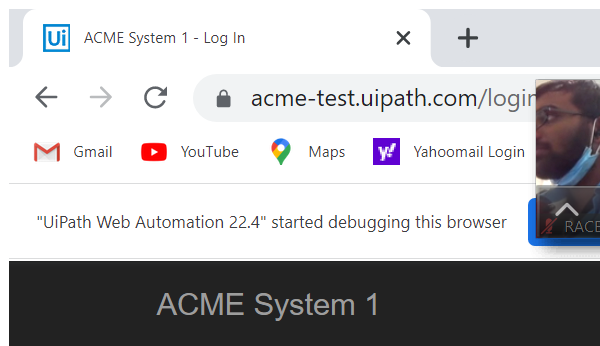 Ui ACME System 1 - Log In
acme-test.uipath.com/login
Gmail YouTube Maps Yahoomail Login
"UiPath Web Automation 22.4" started debugging this browser
RACE
ACME System 1